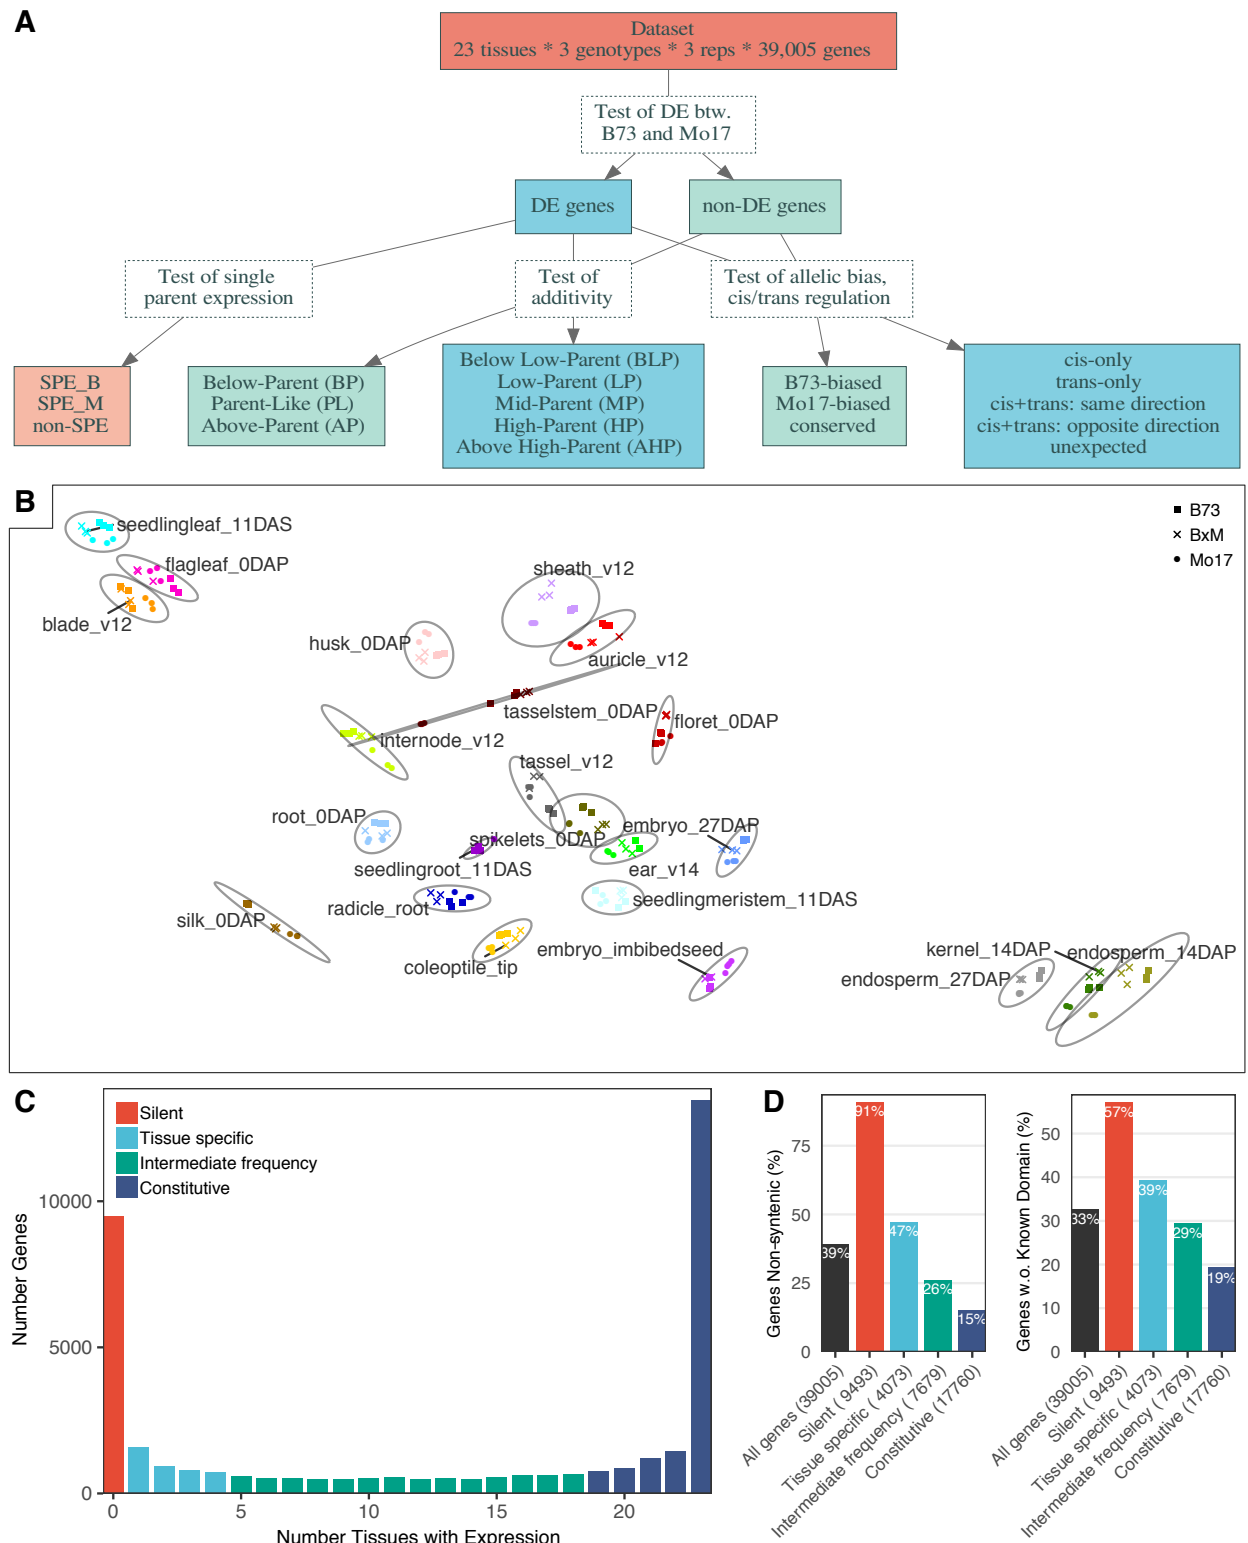 A
Dataset
23 tissues * 3 genotypes * 3 reps * 39,005 genes
Test of DE btw.
B73 and Mo17
DE genes
non-DE genes
Test of single
parent expression
Test of
additivity
Test of allelic bias,
cis/trans regulation
SPE_B
SPE_M
non-SPE
Below-Parent (BP)
Parent-Like (PL)
Above-Parent (AP)
Below Low-Parent (BLP)
Low-Parent (LP)
Mid-Parent (MP)
High-Parent (HP)
Above High-Parent (AHP)
B73-biased
Mo17-biased
conserved
cis-only
trans-only
cis+trans: same direction
cis+trans: opposite direction
unexpected
B
B73
BxM
Mo17
seedlingleaf_11DAS
flagleaf_0DAP
blade_v12
sheath_v12
husk_0DAP
auricle_v12
tasselstem_0DAP
floret_0DAP
internode_v12
tassel_v12
root_0DAP
spikelets_0DAP
embryo_27DAP
seedlingroot_11DAS
ear_v14
radicle_root
seedlingmeristem_11DAS
silk_0DAP
coleoptile_tip
embryo_imbibedseed
kernel_14DAP
endosperm_14DAP
endosperm_27DAP
C
Silent
Tissue specific
Intermediate frequency
Constitutive
Number Genes
10000
5000
0
0
5
10
15
20
Number Tissues with Expression
D
Genes Non-syntenic (%)
75
50
25
0
39%
91%
47%
26%
15%
All genes (39005)
Silent ( 9493)
Tissue specific ( 4073)
Intermediate frequency ( 7679)
Constitutive (17760)
Genes w.o. Known Domain (%)
50
40
30
20
10
0
33%
57%
39%
29%
19%
All genes (39005)
Silent ( 9493)
Tissue specific ( 4073)
Intermediate frequency ( 7679)
Constitutive (17760)